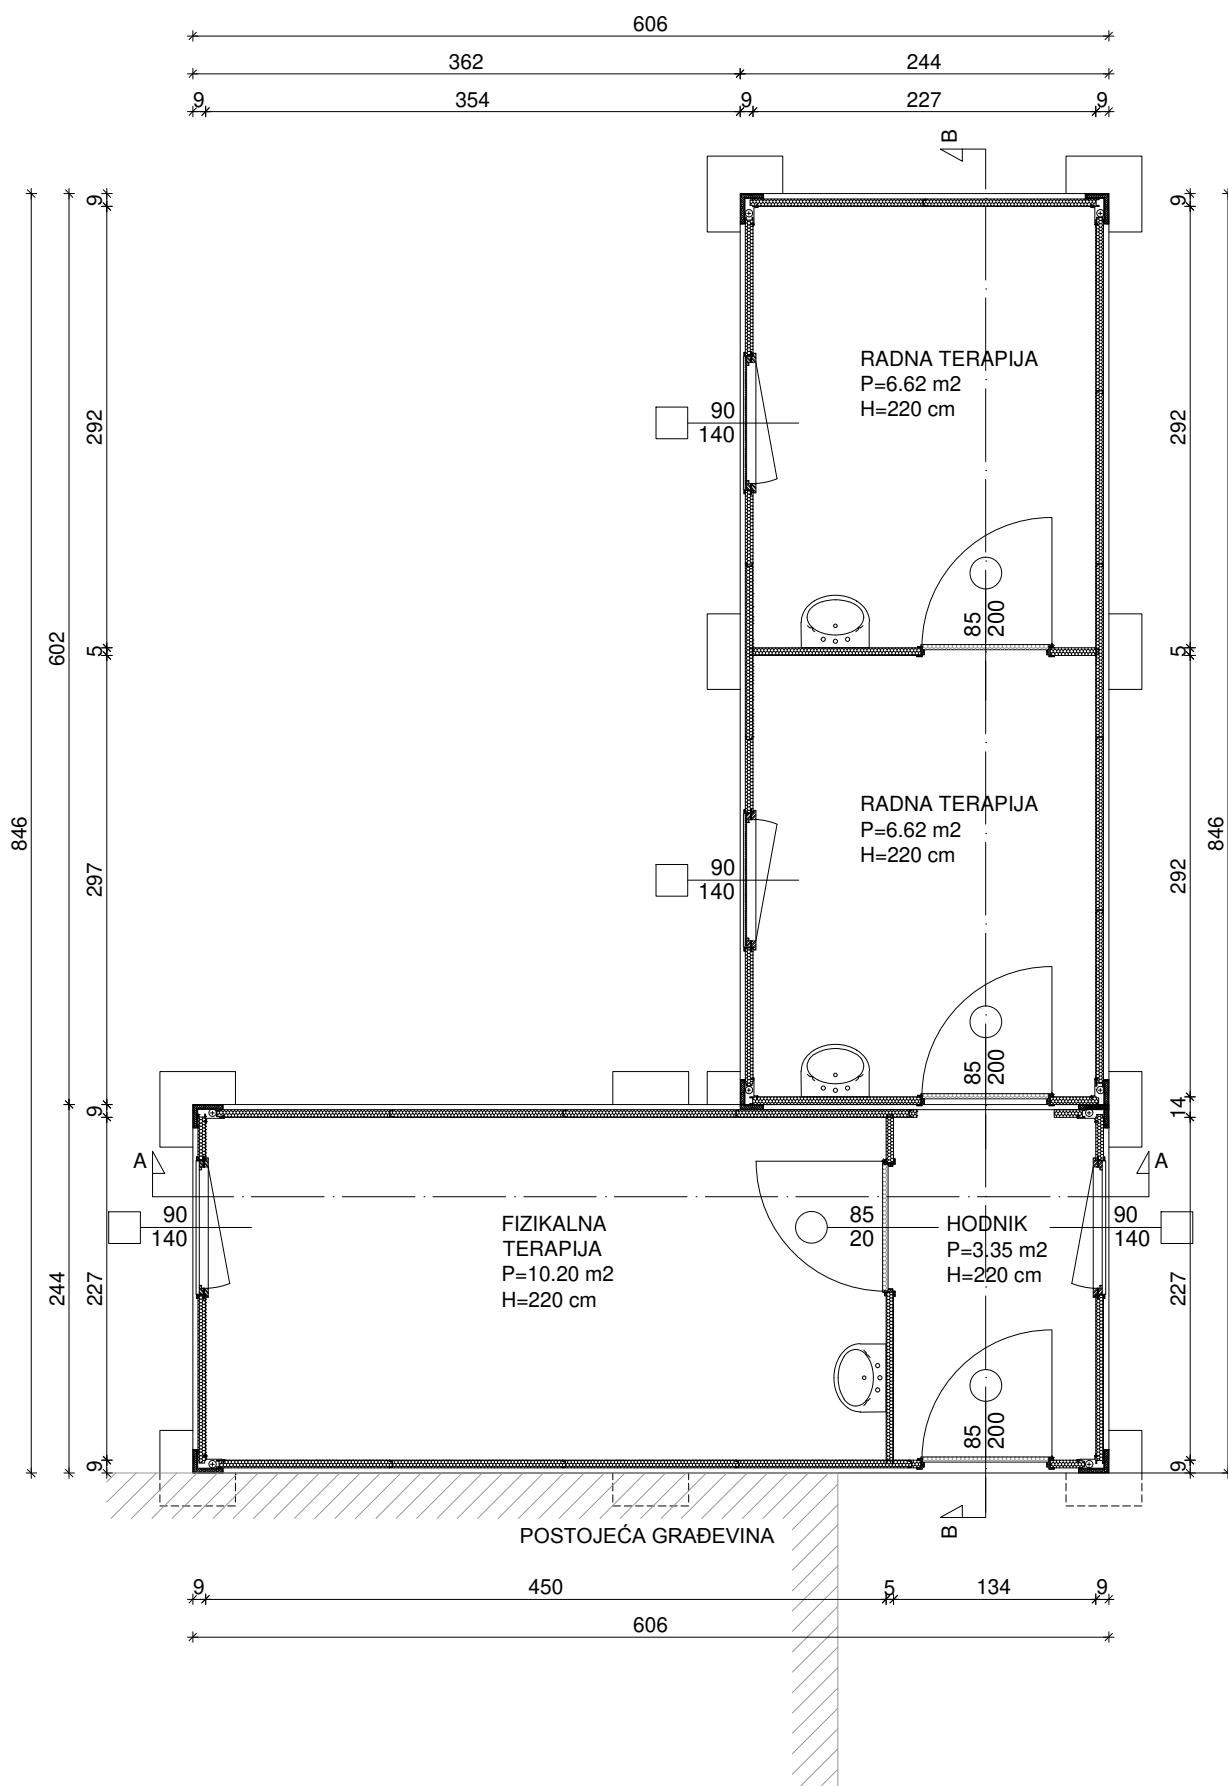 606
362
244
9
354
9
227
9
B
9
9
292
292
RADNA TERAPIJA
P=6.62 m2
H=220 cm
90
140
85
200
602
5
5
846
846
RADNA TERAPIJA
P=6.62 m2
H=220 cm
297
292
90
140
85
200
9
14
A
A
90
140
FIZIKALNA
TERAPIJA
P=10.20 m2
H=220 cm
85
20
HODNIK
P=3.35 m2
H=220 cm
90
140
244
227
227
85
200
9
9
B
POSTOJEĆA GRAĐEVINA
9
450
5
134
9
606